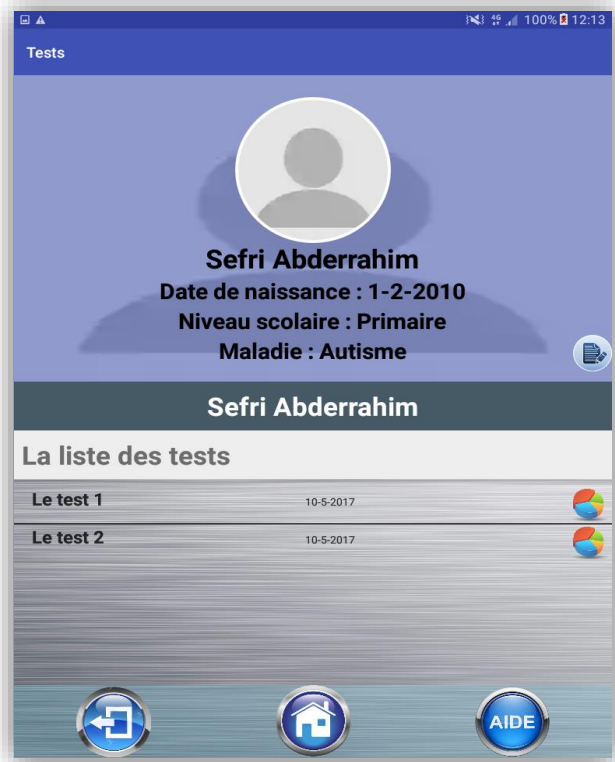 4G 100% 12:13
Tests
Sefri Abderrahim
Date de naissance : 1-2-2010
Niveau scolaire : Primaire
Maladie : Autisme
Sefri Abderrahim
La liste des tests
Le test 1 10-5-2017
Le test 2 10-5-2017
AIDE